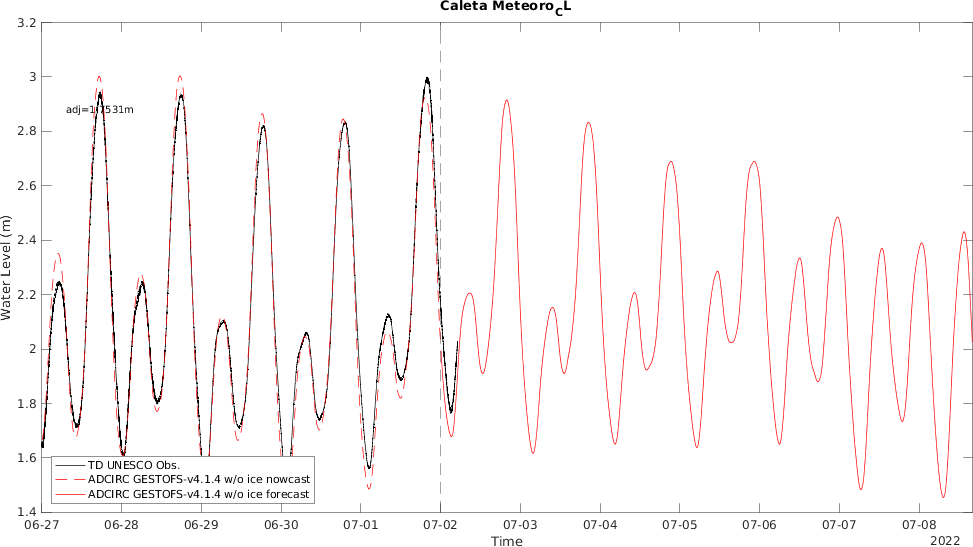 Caleta Meteoro_CL
3.2
3
2.8
2.6
2.4
2.2
2
1.8
1.6
1.4
Water Level (m)
adj=1.7531m
TD UNESCO Obs.
ADCIRC GESTOFS-v4.1.4 w/o ice nowcast
ADCIRC GESTOFS-v4.1.4 w/o ice forecast
06-27 06-28 06-29 06-30 07-01 07-02 07-03 07-04 07-05 07-06 07-07 07-08
Time
2022